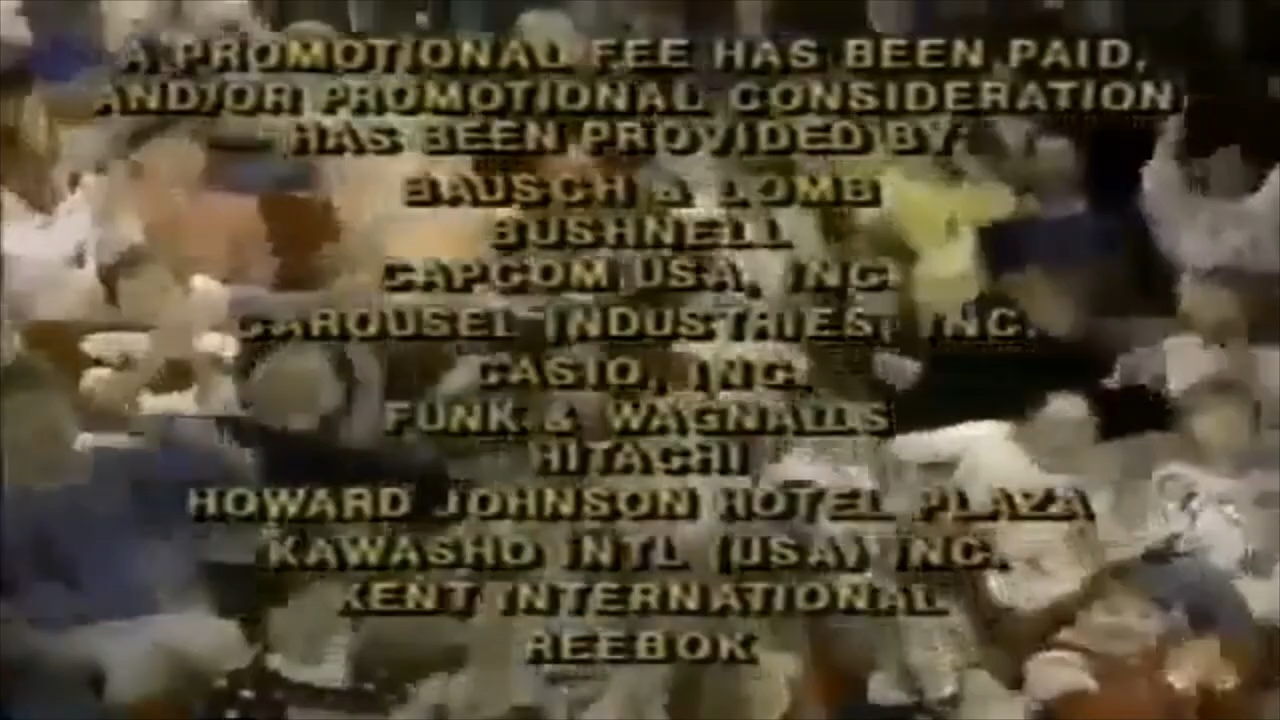 A PROMOTIONAL FEE HAS BEEN PAID,
AND/OR PROMOTIONAL CONSIDERATION
HAS BEEN PROVIDED BY:
BAUSCH & LOMB
BUSHNELL
CAPCOM USA, INC.
CAROUSEL INDUSTRIES, INC.
CASIO, INC.
FUNK & WAGNALLS
HITACHI
HOWARD JOHNSON HOTEL PLAZA
KAWASHO INTL (USA) INC.
KENT INTERNATIONAL
REEBOK